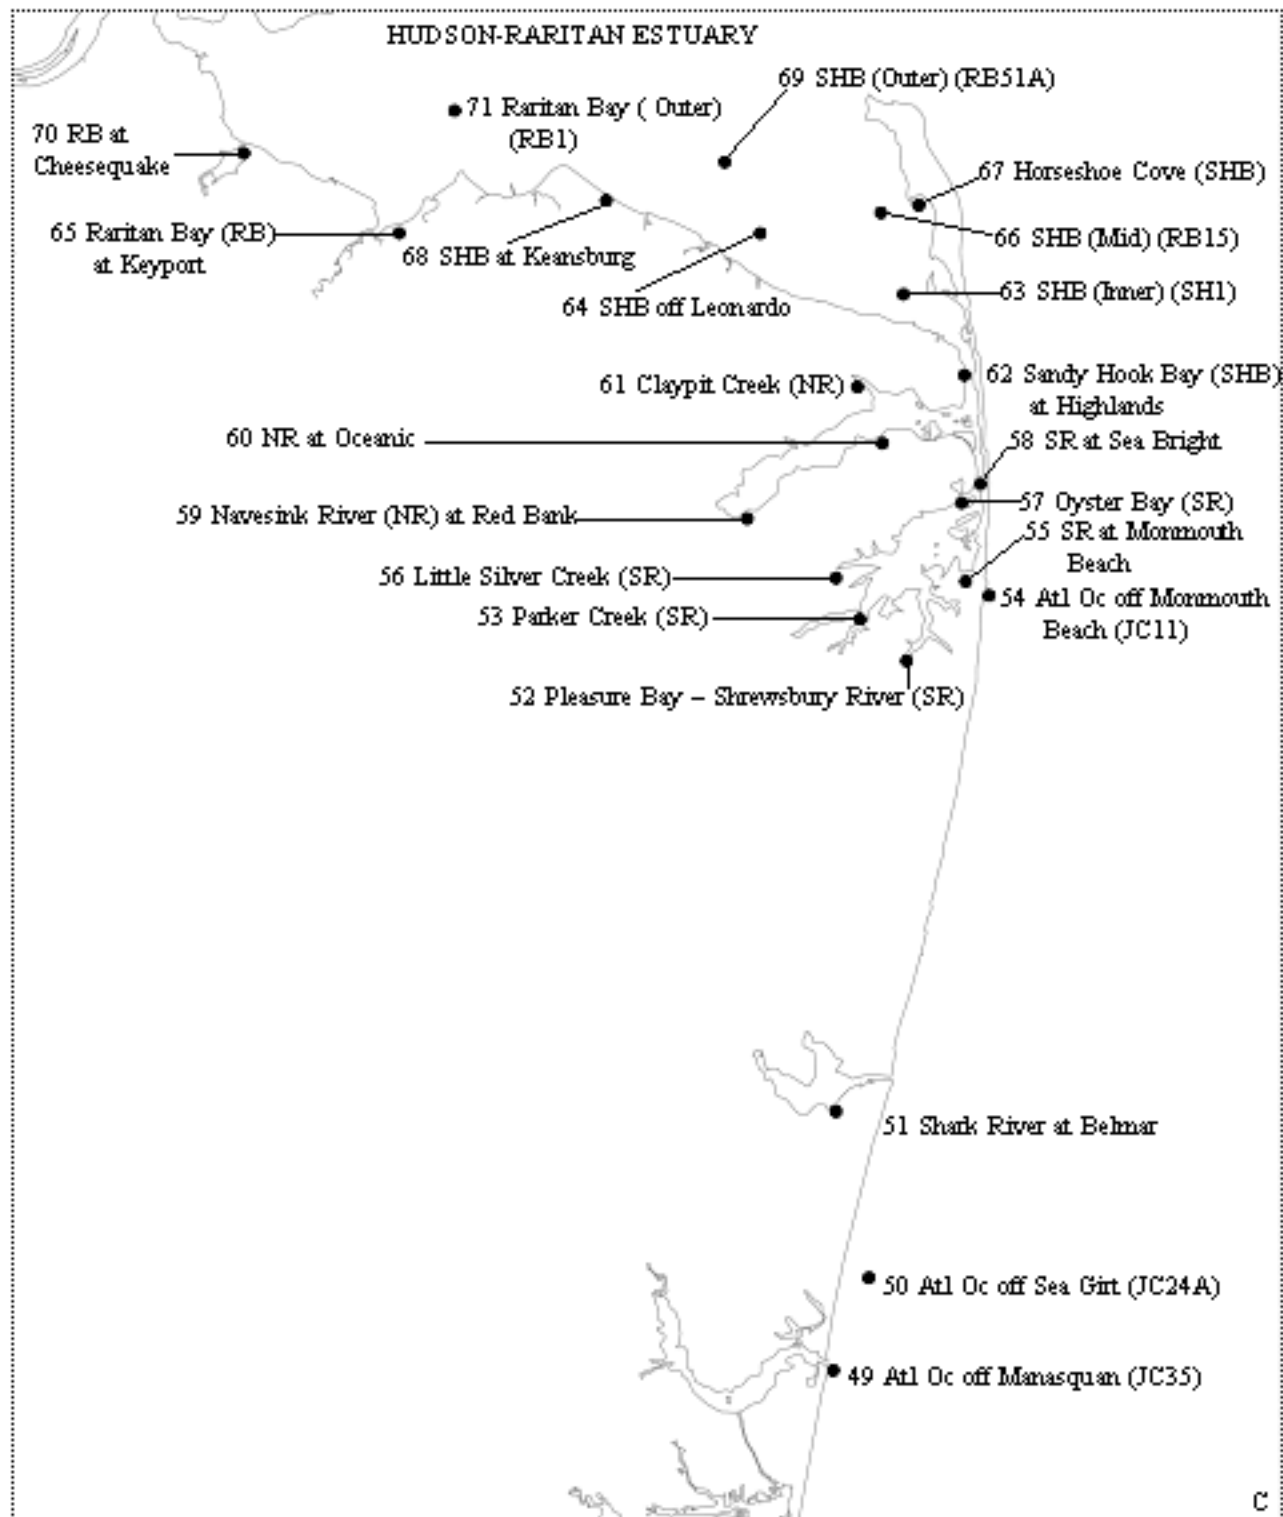 HUDSON-RARITAN ESTUARY
69 SHB (Outer) (RB51A)
71 Raritan Bay ( Outer)
(RB1)
70 RB at
Cheesequake
67 Horseshoe Cove (SHB)
65 Raritan Bay (RB)
at Keyport
66 SHB (Mid) (RB15)
68 SHB at Keansburg
63 SHB (Inner) (SH1)
64 SHB off Leonardo
62 Sandy Hook Bay (SHB)
at Highlands
61 Claypit Creek (NR)
60 NR at Oceanic
58 SR at Sea Bright
57 Oyster Bay (SR)
59 Navesink River (NR) at Red Bank
55 SR at Monmouth
Beach
56 Little Silver Creek (SR)
54 Atl Oc off Monmouth
Beach (JC11)
53 Parker Creek (SR)
52 Pleasure Bay – Shrewsbury River (SR)
51 Shark River at Belmar
50 Atl Oc off Sea Girt (JC24A)
49 Atl Oc off Manasquan (JC35)
C